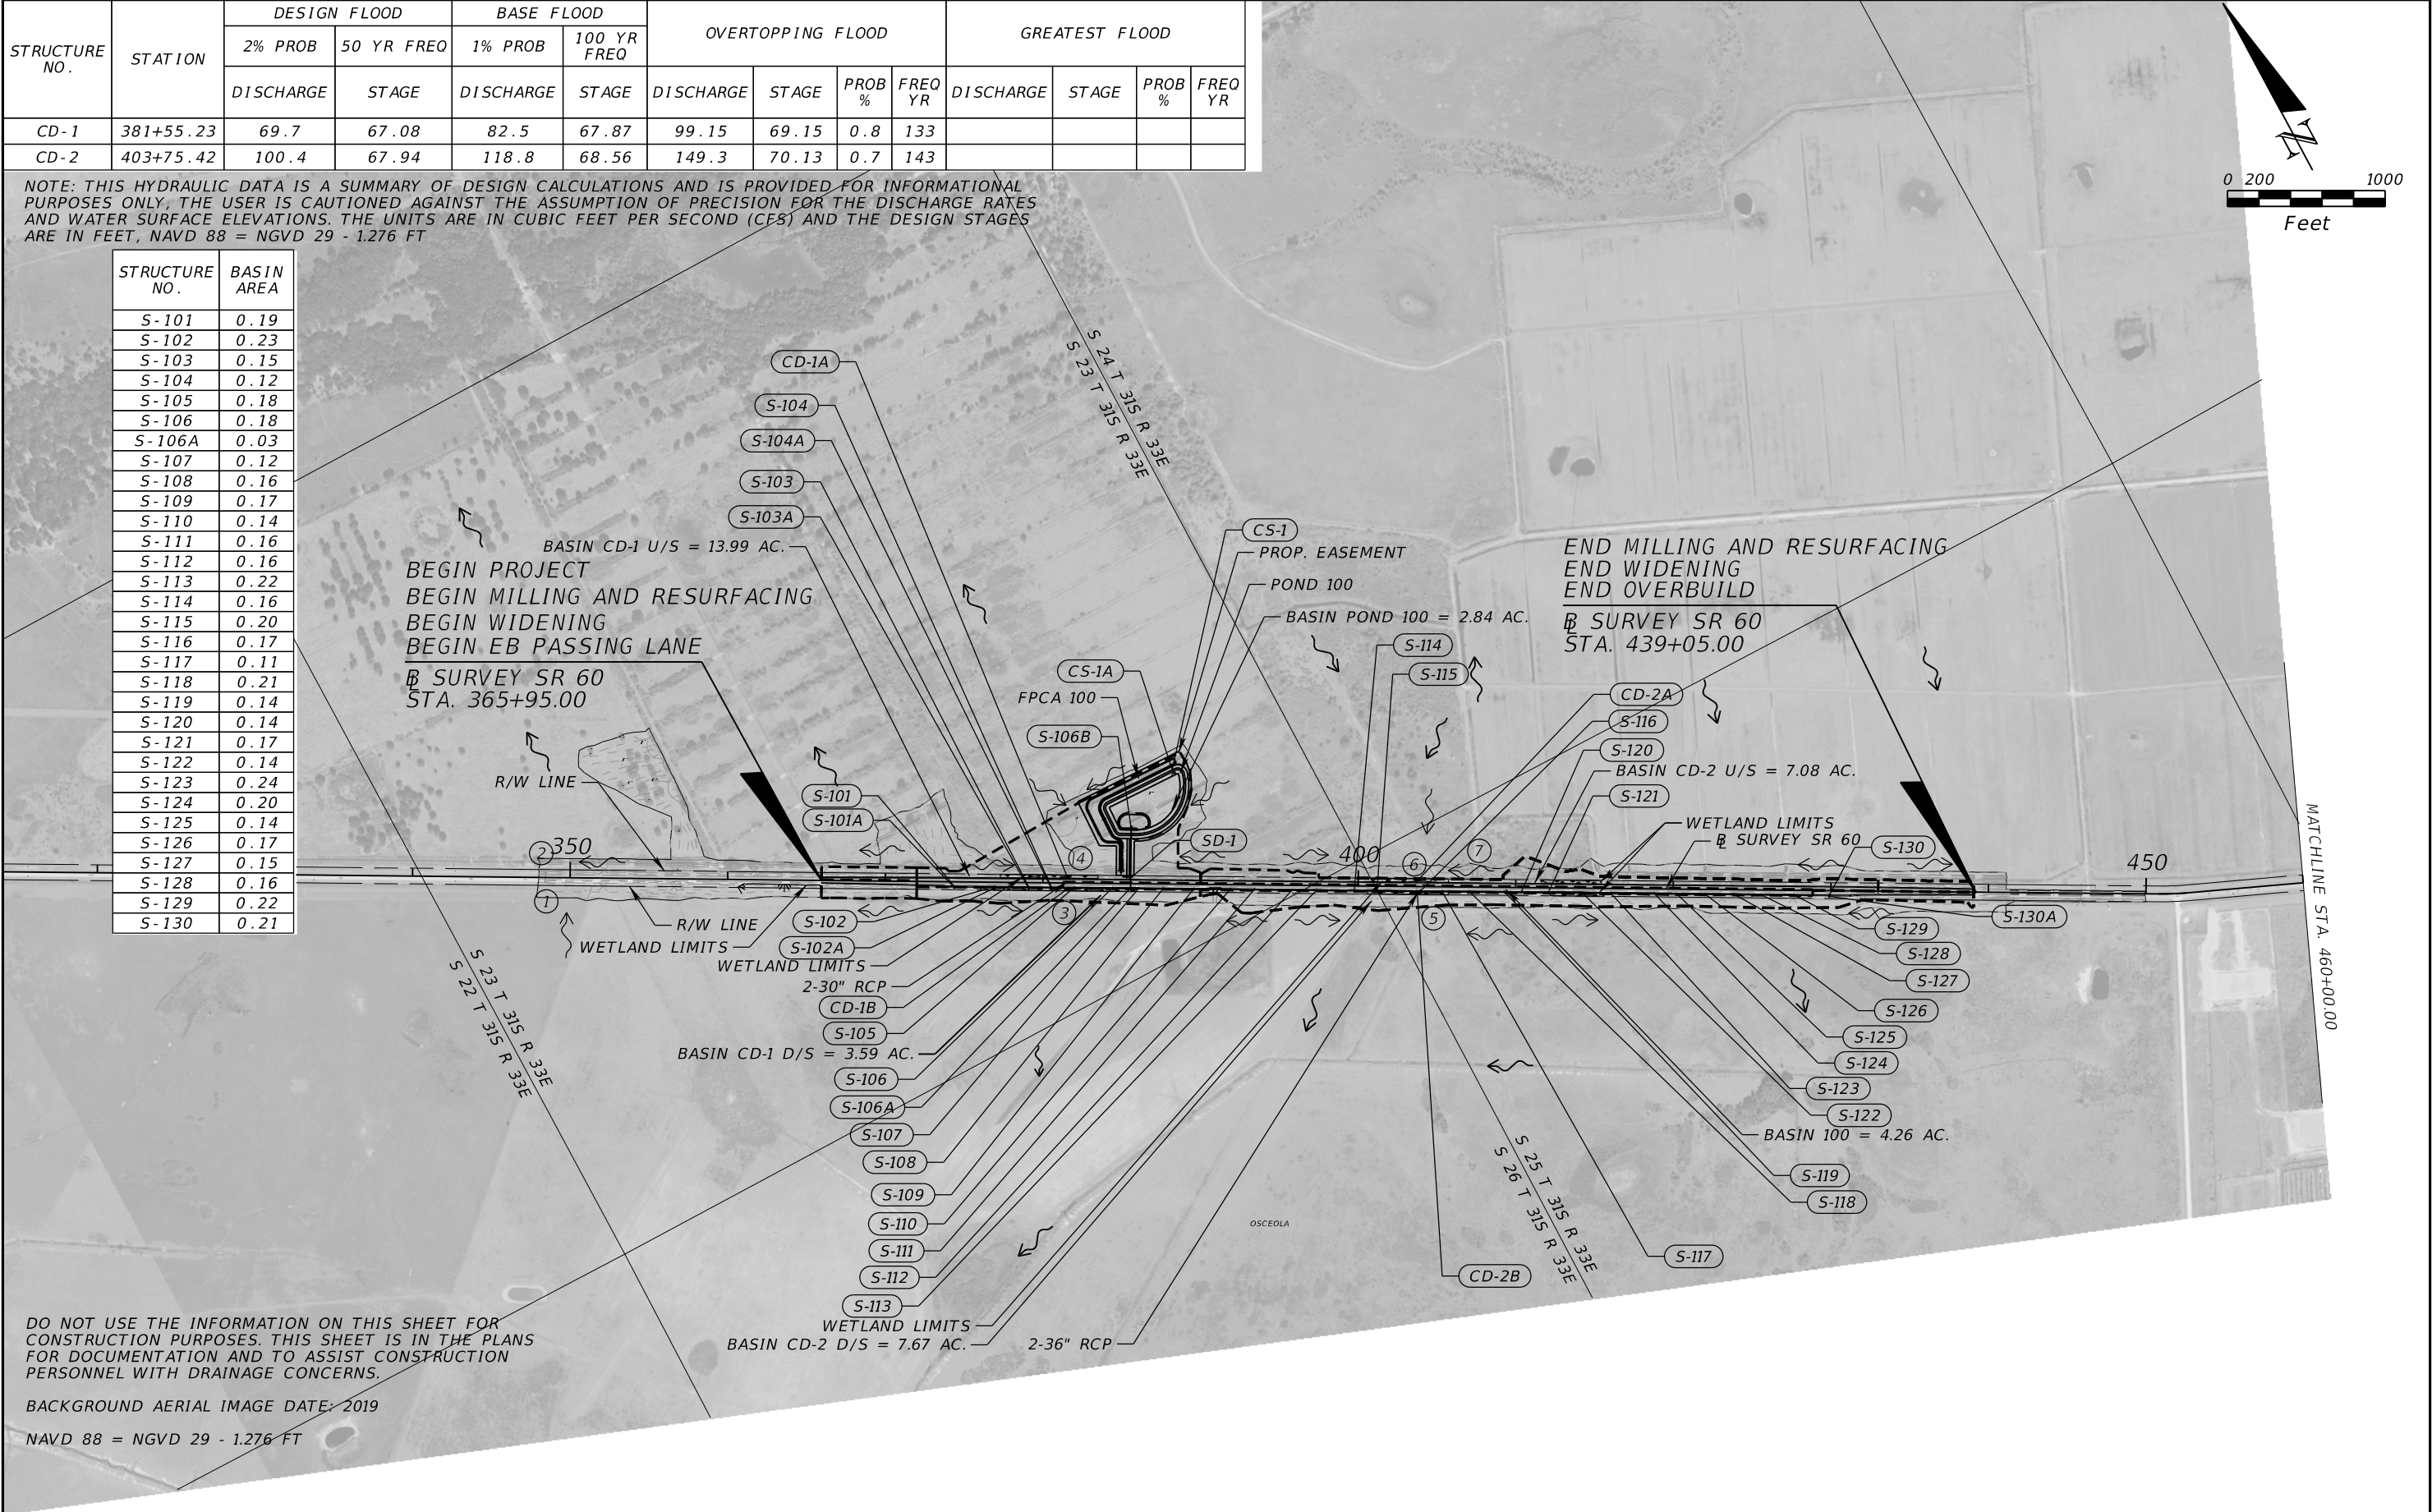 STRUCTURE NO. STATION DESIGN FLOOD BASE FLOOD OVERTOPPING FLOOD GREATEST FLOOD
2% PROB 50 YR FREQ 1% PROB 100 YR FREQ
DISCHARGE STAGE DISCHARGE STAGE DISCHARGE STAGE PROB % FREQ YR DISCHARGE STAGE PROB % FREQ YR
CD-1 381+55.23 69.7 67.08 82.5 67.87 99.15 69.15 0.8 133
CD-2 403+75.42 100.4 67.94 118.8 68.56 149.3 70.13 0.7 143
NOTE: THIS HYDRAULIC DATA IS A SUMMARY OF DESIGN CALCULATIONS AND IS PROVIDED FOR INFORMATIONAL
PURPOSES ONLY, THE USER IS CAUTIONED AGAINST THE ASSUMPTION OF PRECISION FOR THE DISCHARGE RATES
AND WATER SURFACE ELEVATIONS. THE UNITS ARE IN CUBIC FEET PER SECOND (CFS) AND THE DESIGN STAGES
ARE IN FEET, NAVD 88 = NGVD 29 - 1.276 FT
N
0 200 1000
Feet
STRUCTURE NO. BASIN AREA
S-101 0.19
S-102 0.23
S-103 0.15
S-104 0.12
S-105 0.18
S-106 0.18
S-106A 0.03
S-107 0.12
S-108 0.16
S-109 0.17
S-110 0.14
S-111 0.16
S-112 0.16
S-113 0.22
S-114 0.16
S-115 0.20
S-116 0.17
S-117 0.11
S-118 0.21
S-119 0.14
S-120 0.14
S-121 0.17
S-122 0.14
S-123 0.24
S-124 0.20
S-125 0.14
S-126 0.17
S-127 0.15
S-128 0.16
S-129 0.22
S-130 0.21
S 24 T 31S R 33E
S 23 T 31S R 33E
CD-1A
S-104
S-104A
S-103
S-103A
BASIN CD-1 U/S = 13.99 AC.
BEGIN PROJECT
BEGIN MILLING AND RESURFACING
BEGIN WIDENING
BEGIN EB PASSING LANE
BL SURVEY SR 60
STA. 365+95.00
CS-1
PROP. EASEMENT
POND 100
BASIN POND 100 = 2.84 AC.
S-114
S-115
END MILLING AND RESURFACING
END WIDENING
END OVERBUILD
BL SURVEY SR 60
STA. 439+05.00
CS-1A
FPCA 100
S-106B
CD-2A
S-116
S-120
BASIN CD-2 U/S = 7.08 AC.
S-121
WETLAND LIMITS
BL SURVEY SR 60
S-130
R/W LINE
S-101
S-101A
SD-1
2
350
14
400
6
7
450
1
3
5
MATCHLINE STA. 460+00.00
R/W LINE
WETLAND LIMITS
S-102
S-102A
WETLAND LIMITS
2-30" RCP
CD-1B
S-105
BASIN CD-1 D/S = 3.59 AC.
S-106
S-106A
S-107
S-108
S-109
S-110
S-111
S-112
S-113
WETLAND LIMITS
BASIN CD-2 D/S = 7.67 AC.
2-36" RCP
S-130A
S-129
S-128
S-127
S-126
S-125
S-124
S-123
S-122
BASIN 100 = 4.26 AC.
S-119
S-118
S-117
CD-2B
OSCEOLA
S 23 T 31S R 33E
S 22 T 31S R 33E
S 25 T 31S R 33E
S 26 T 31S R 33E
DO NOT USE THE INFORMATION ON THIS SHEET FOR
CONSTRUCTION PURPOSES. THIS SHEET IS IN THE PLANS
FOR DOCUMENTATION AND TO ASSIST CONSTRUCTION
PERSONNEL WITH DRAINAGE CONCERNS.
BACKGROUND AERIAL IMAGE DATE: 2019
NAVD 88 = NGVD 29 - 1.276 FT